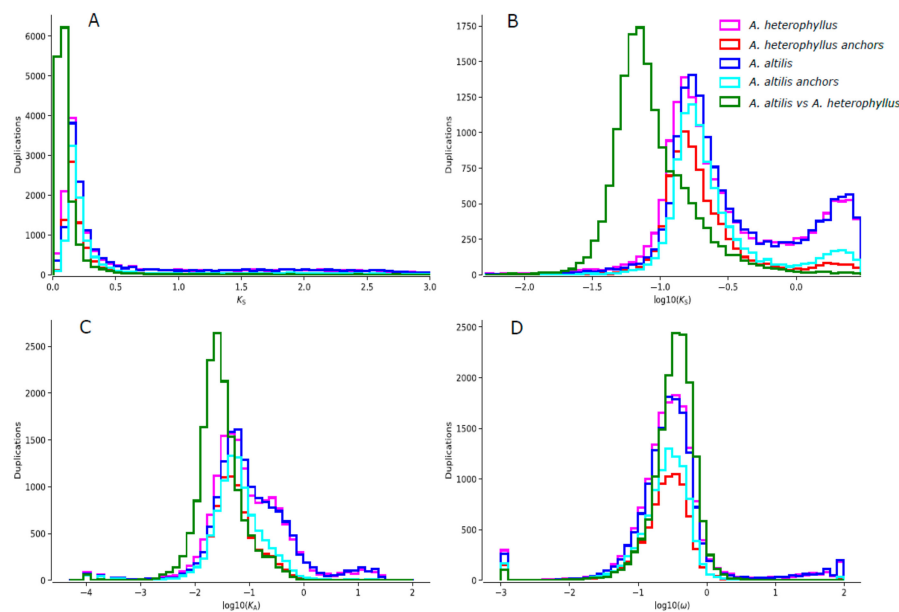 A
6000
5000
4000
3000
2000
1000
0
Duplications
0.0 0.5 1.0 1.5 2.0 2.5 3.0
KS
B
1750
1500
1250
1000
750
500
250
0
Duplications
−2.0 −1.5 −1.0 −0.5 0.0
log10(KS)
A. heterophyllus
A. heterophyllus anchors
A. altilis
A. altilis anchors
A. altilis vs A. heterophyllus
C
2500
2000
1500
1000
500
0
Duplications
−4 −3 −2 −1 0 1 2
log10(KA)
D
2500
2000
1500
1000
500
0
Duplications
−3 −2 −1 0 1 2
log10(ω)